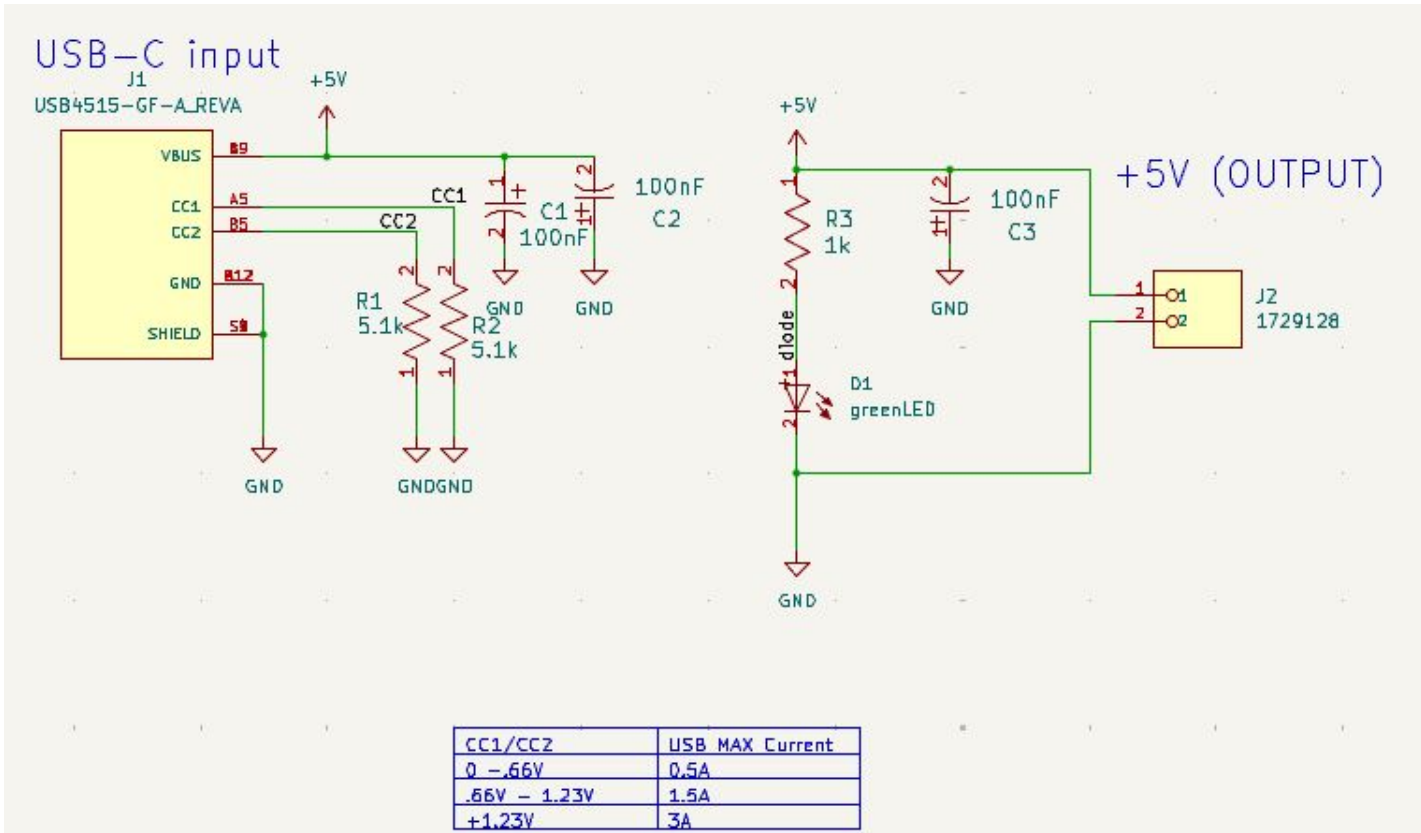 USB-C input
J1
USB4515-GF-A_REVA
VBUS
B9
CC1
A5
CC2
B5
GND
B12
SHIELD
+5V
CC1
CC2
1
+
2
C1
100nF
GND
2
1+
100nF
C2
GND
2
R1
5.1k
1
2
R2
5.1k
1
GND
GND
GND
+5V
1
R3
1k
2
diode
+1
2
D1
greenLED
GND
2
1+
100nF
C3
GND
+5V (OUTPUT)
1
1
2
2
J2
1729128
CC1/CC2 USB MAX Current
0 -.66V 0.5A
.66V - 1.23V 1.5A
+1.23V 3A